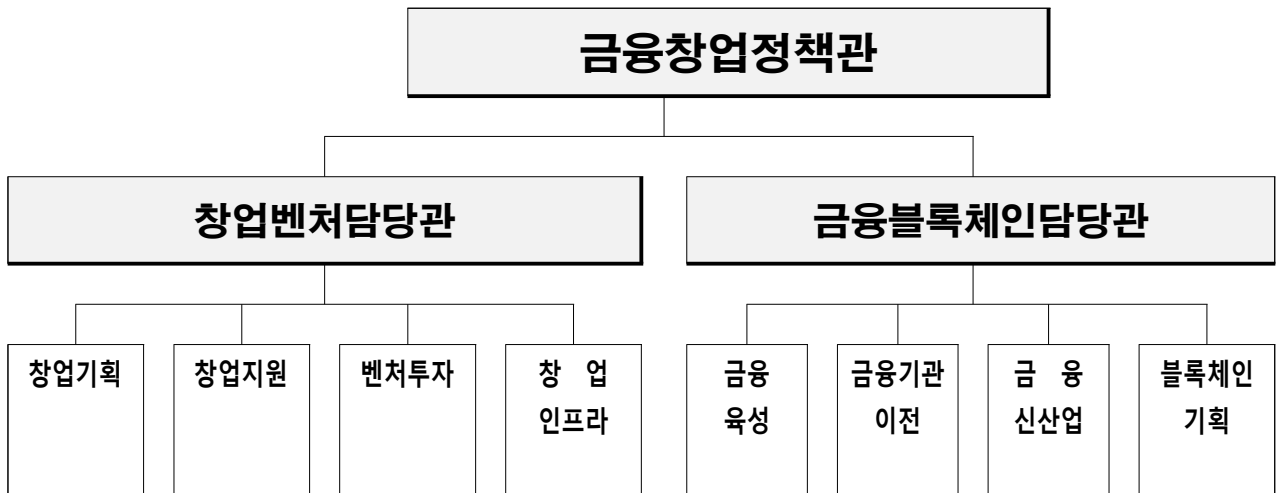 금융창업정책관
창업벤처담당관
금융블록체인담당관
창업기획
창업지원
벤처투자
창 업
인프라
금융
육성
금융기관
이전
금 융
신산업
블록체인
기획